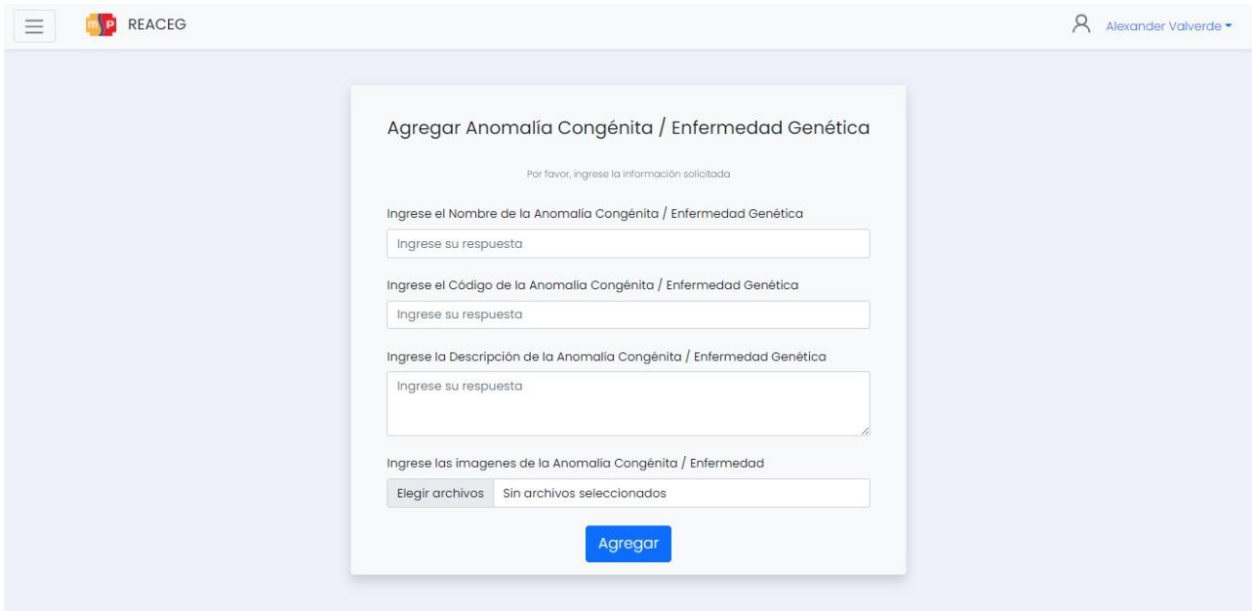 mSP REACEG
Alexander Valverde
Agregar Anomalía Congénita / Enfermedad Genética
Por favor, ingrese la información solicitada
Ingrese el Nombre de la Anomalía Congénita / Enfermedad Genética
Ingrese su respuesta
Ingrese el Código de la Anomalía Congénita / Enfermedad Genética
Ingrese su respuesta
Ingrese la Descripción de la Anomalía Congénita / Enfermedad Genética
Ingrese su respuesta
Ingrese las imagenes de la Anomalía Congénita / Enfermedad
Elegir archivos Sin archivos seleccionados
Agregar